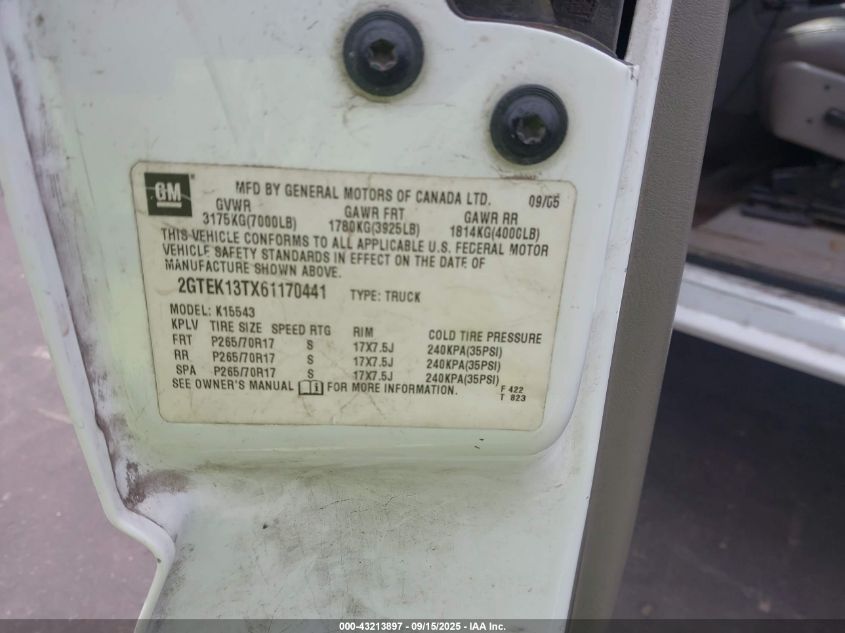 GM
MFD BY GENERAL MOTORS OF CANADA LTD. 09/05
GVWR GAWR FRT GAWR RR
3175KG(7000LB) 1780KG(3925LB) 1814KG(4000LB)
THIS VEHICLE CONFORMS TO ALL APPLICABLE U.S. FEDERAL MOTOR
VEHICLE SAFETY STANDARDS IN EFFECT ON THE DATE OF
MANUFACTURE SHOWN ABOVE.
2GTEK13TX61170441 TYPE: TRUCK
MODEL: K15543
KPLV TIRE SIZE SPEED RTG RIM COLD TIRE PRESSURE
FRT P265/70R17 S 17X7.5J 240KPA(35PSI)
RR P265/70R17 S 17X7.5J 240KPA(35PSI)
SPA P265/70R17 S 17X7.5J 240KPA(35PSI)
SEE OWNER'S MANUAL FOR MORE INFORMATION.
F 422
T 823
000-43213897 - 09/15/2025 - IAA Inc.